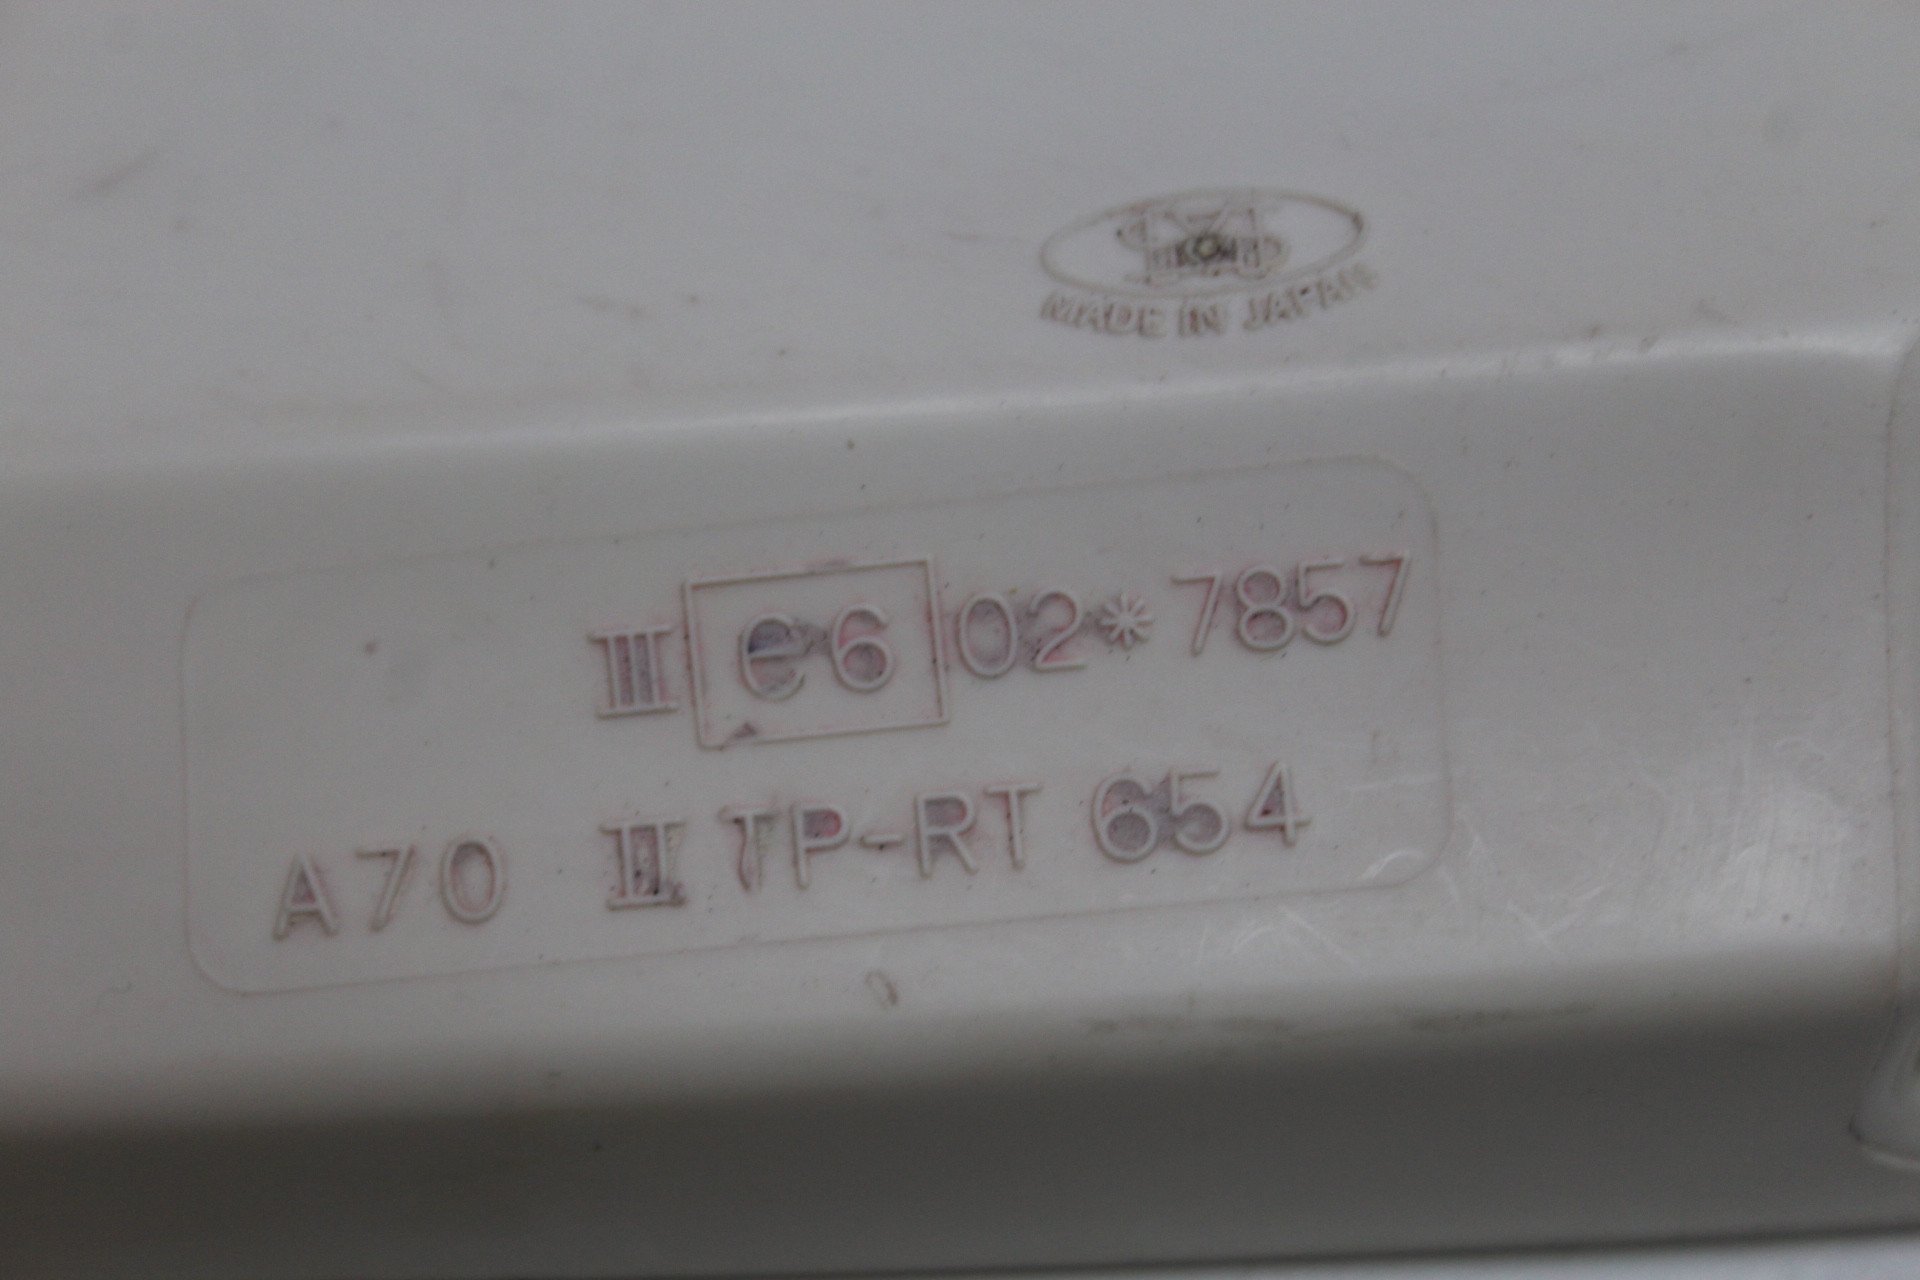 MADE IN JAPAN
III e6 02*7857
A70 II TP-RT 654